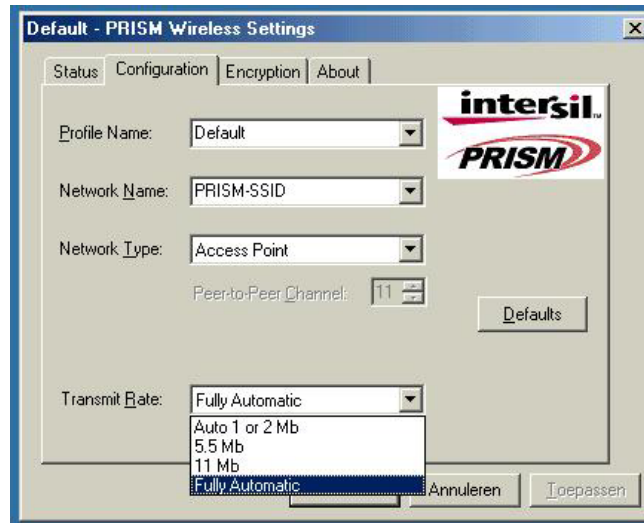 Default - PRISM Wireless Settings
Status Configuration Encryption About
intersil™
PRISM
Profile Name: Default
Network Name: PRISM-SSID
Network Type: Access Point
Peer-to-Peer Channel: 11
Defaults
Transmit Rate: Fully Automatic
Auto 1 or 2 Mb
5.5 Mb
11 Mb
Fully Automatic
Annuleren
Toepassen